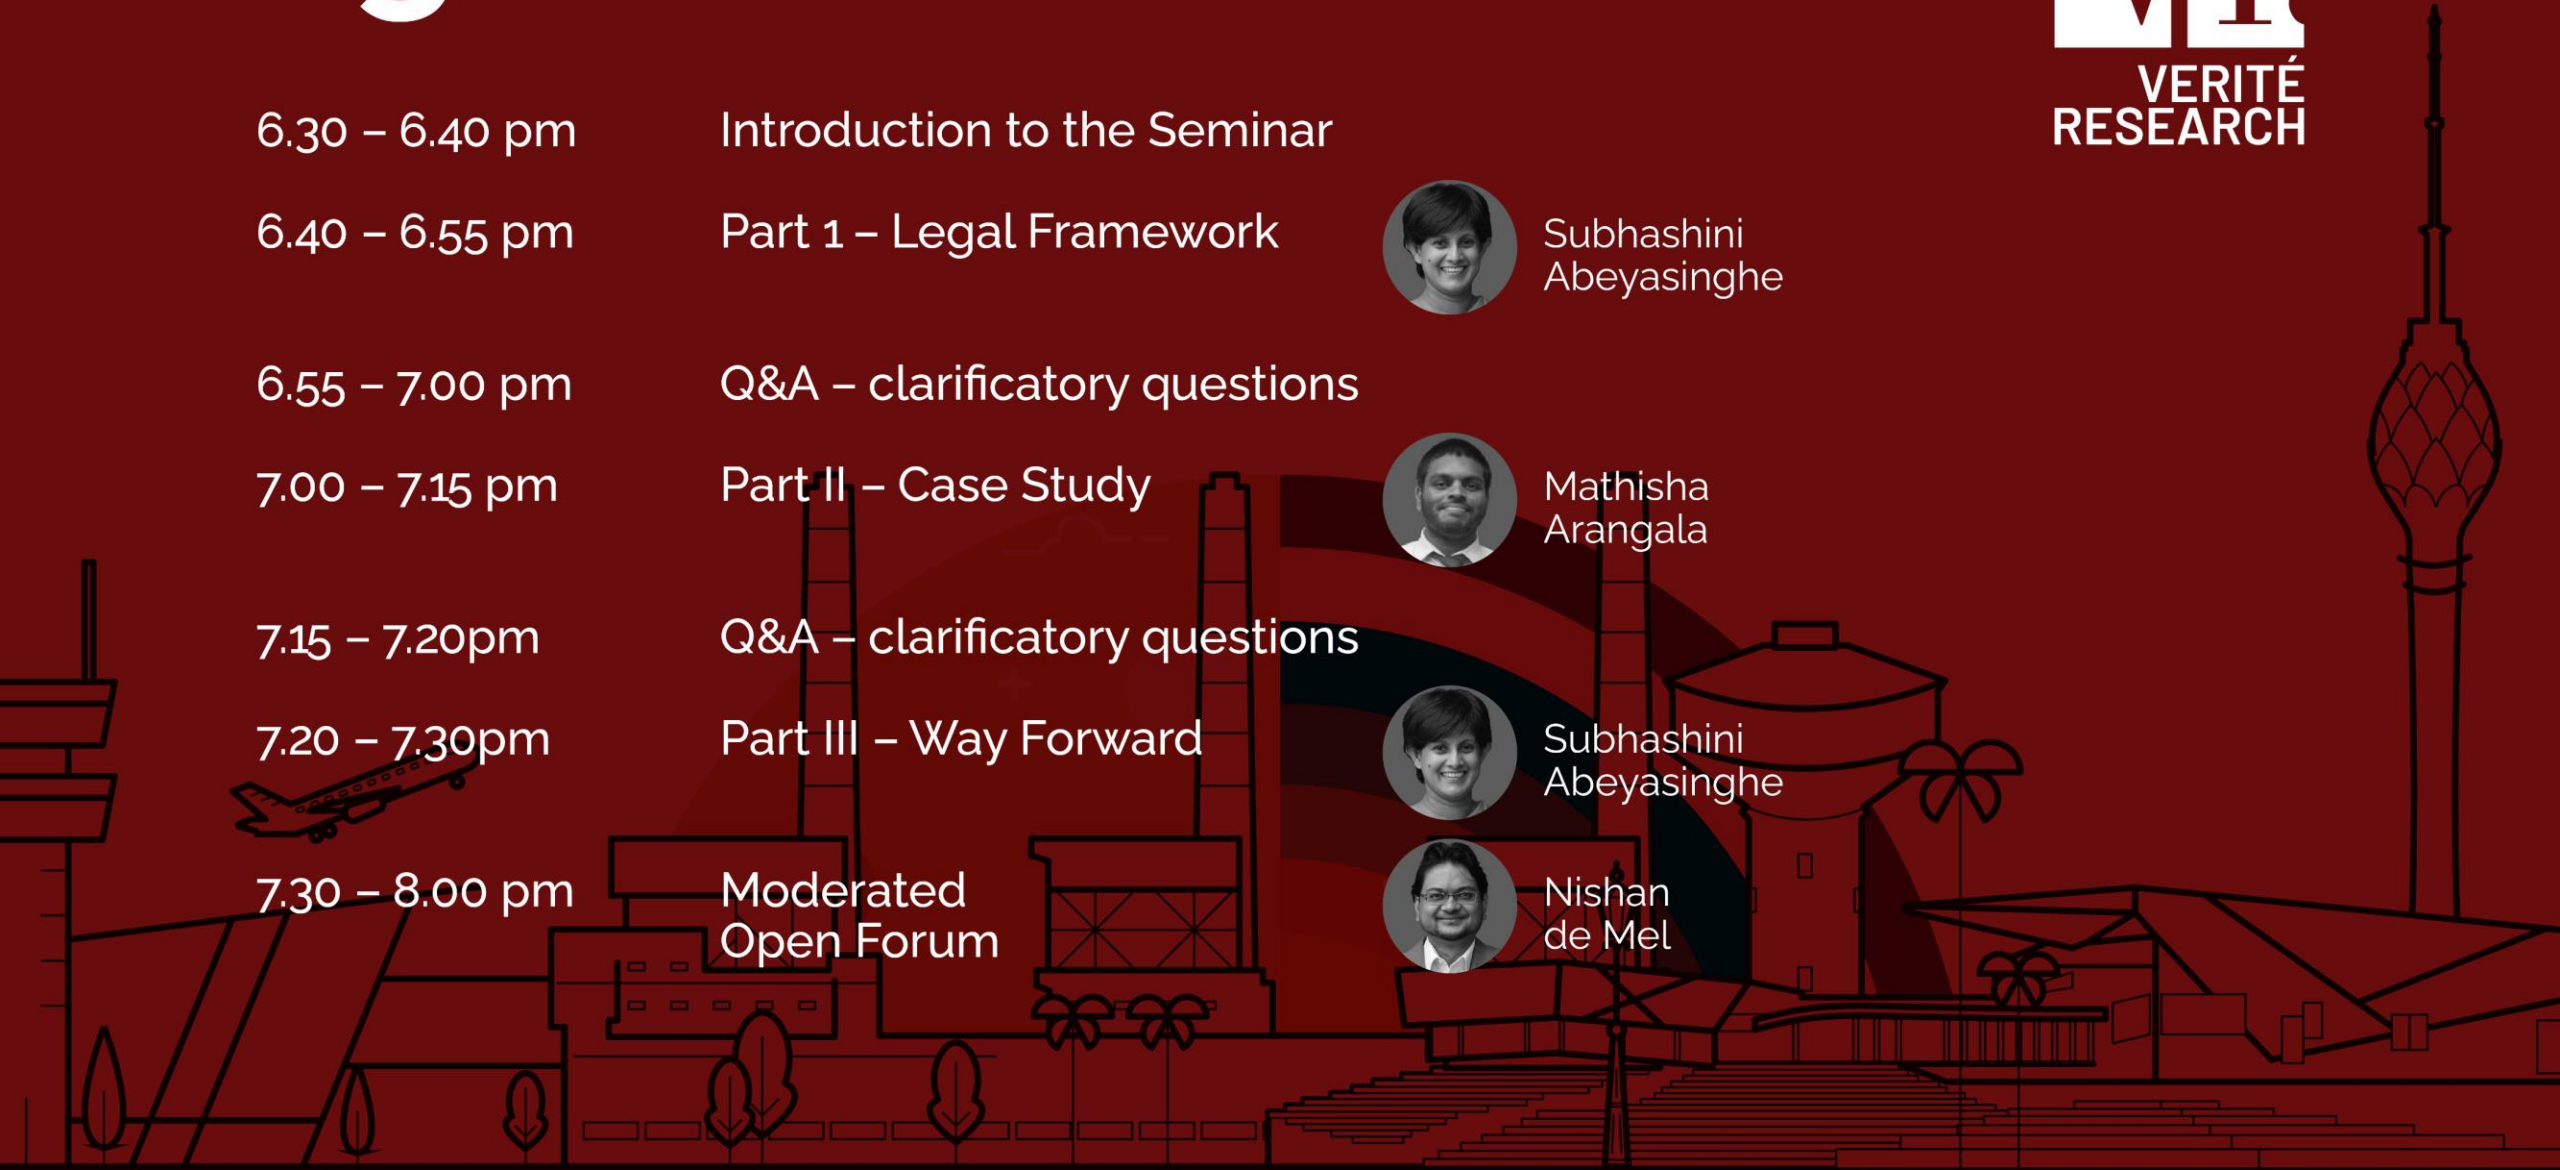 VERITÉ
RESEARCH
6.30 – 6.40 pm Introduction to the Seminar
6.40 – 6.55 pm Part 1 – Legal Framework
Subhashini
Abeyasinghe
6.55 – 7.00 pm Q&A – clarificatory questions
7.00 – 7.15 pm Part II – Case Study
Mathisha
Arangala
7.15 – 7.20pm Q&A – clarificatory questions
7.20 – 7.30pm Part III – Way Forward
Subhashini
Abeyasinghe
7.30 – 8.00 pm Moderated
Open Forum
Nishan
de Mel